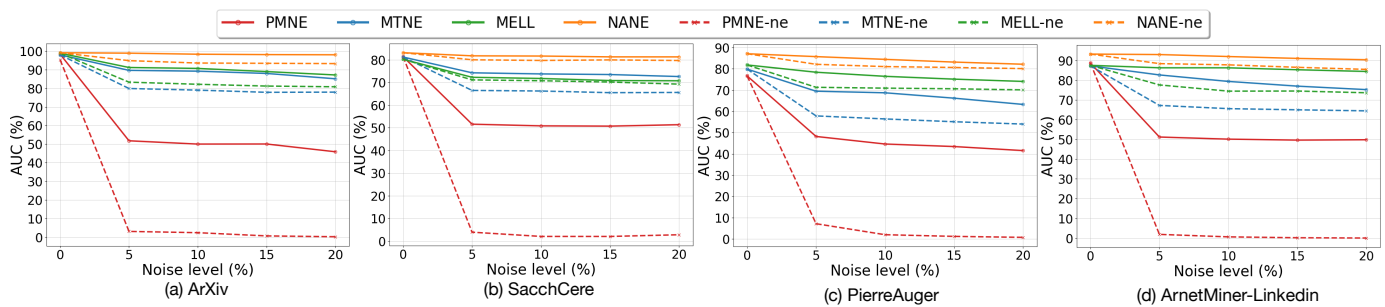 PMNE MTNE MELL NANE PMNE-ne MTNE-ne MELL-ne NANE-ne
AUC (%)
100
90
80
70
60
50
40
30
20
10
0
0 5 10 15 20
Noise level (%)
(a) ArXiv
AUC (%)
80
70
60
50
40
30
20
10
0
0 5 10 15 20
Noise level (%)
(b) SacchCere
AUC (%)
90
80
70
60
50
40
30
20
10
0
0 5 10 15 20
Noise level (%)
(c) PierreAuger
AUC (%)
90
80
70
60
50
40
30
20
10
0
0 5 10 15 20
Noise level (%)
(d) ArnetMiner-Linkedin